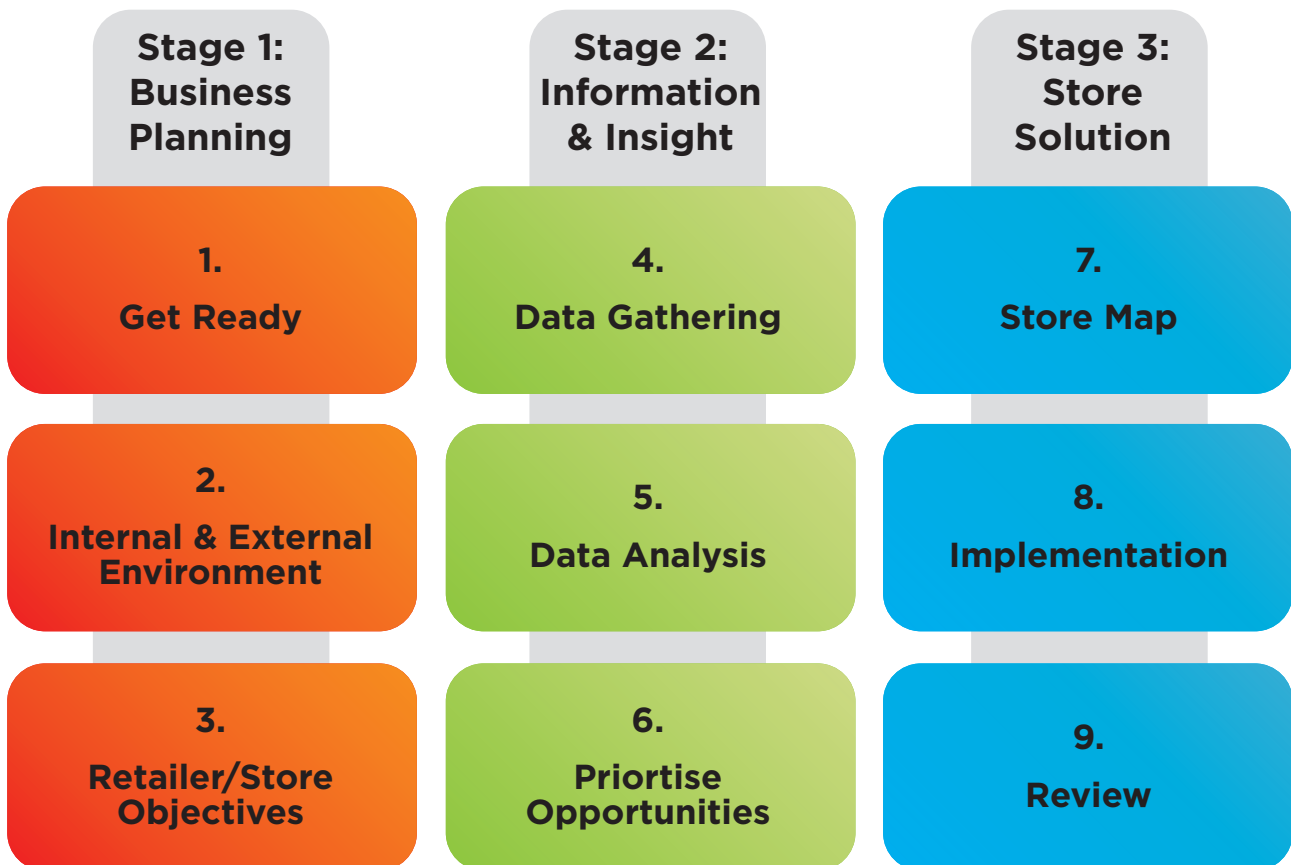 Stage 1:
Business
Planning
1.
Get Ready
2.
Internal & External
Environment
3.
Retailer/Store
Objectives
Stage 2:
Information
& Insight
4.
Data Gathering
5.
Data Analysis
6.
Priortise
Opportunities
Stage 3:
Store
Solution
7.
Store Map
8.
Implementation
9.
Review